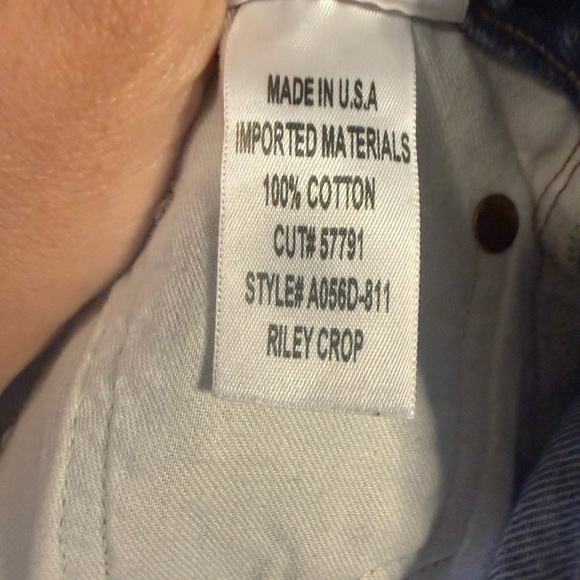 MADE IN U.S.A
IMPORTED MATERIALS
100% COTTON
CUT# 57791
STYLE# A056D-811
RILEY CROP